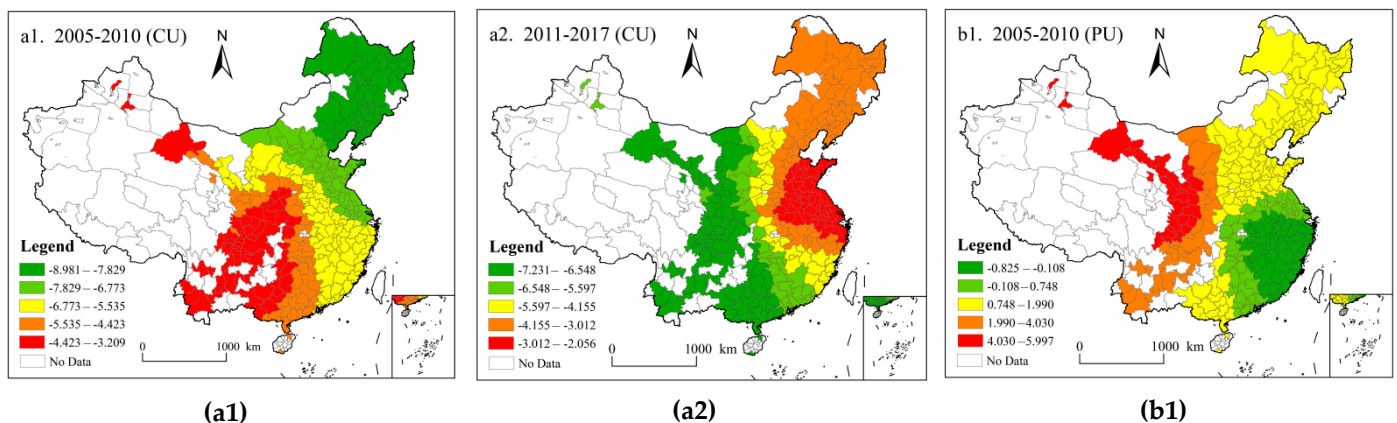 a1. 2005-2010 (CU)
N
Legend
-8.981 – -7.829
-7.829 – -6.773
-6.773 – -5.535
-5.535 – -4.423
-4.423 – -3.209
No Data
0 1000 km
(a1)
a2. 2011-2017 (CU)
N
Legend
-7.231 – -6.548
-6.548 – -5.597
-5.597 – -4.155
-4.155 – -3.012
-3.012 – -2.056
No Data
0 1000 km
(a2)
b1. 2005-2010 (PU)
N
Legend
-0.825 – -0.108
-0.108 – 0.748
0.748 – 1.990
1.990 – 4.030
4.030 – 5.997
No Data
0 1000 km
(b1)